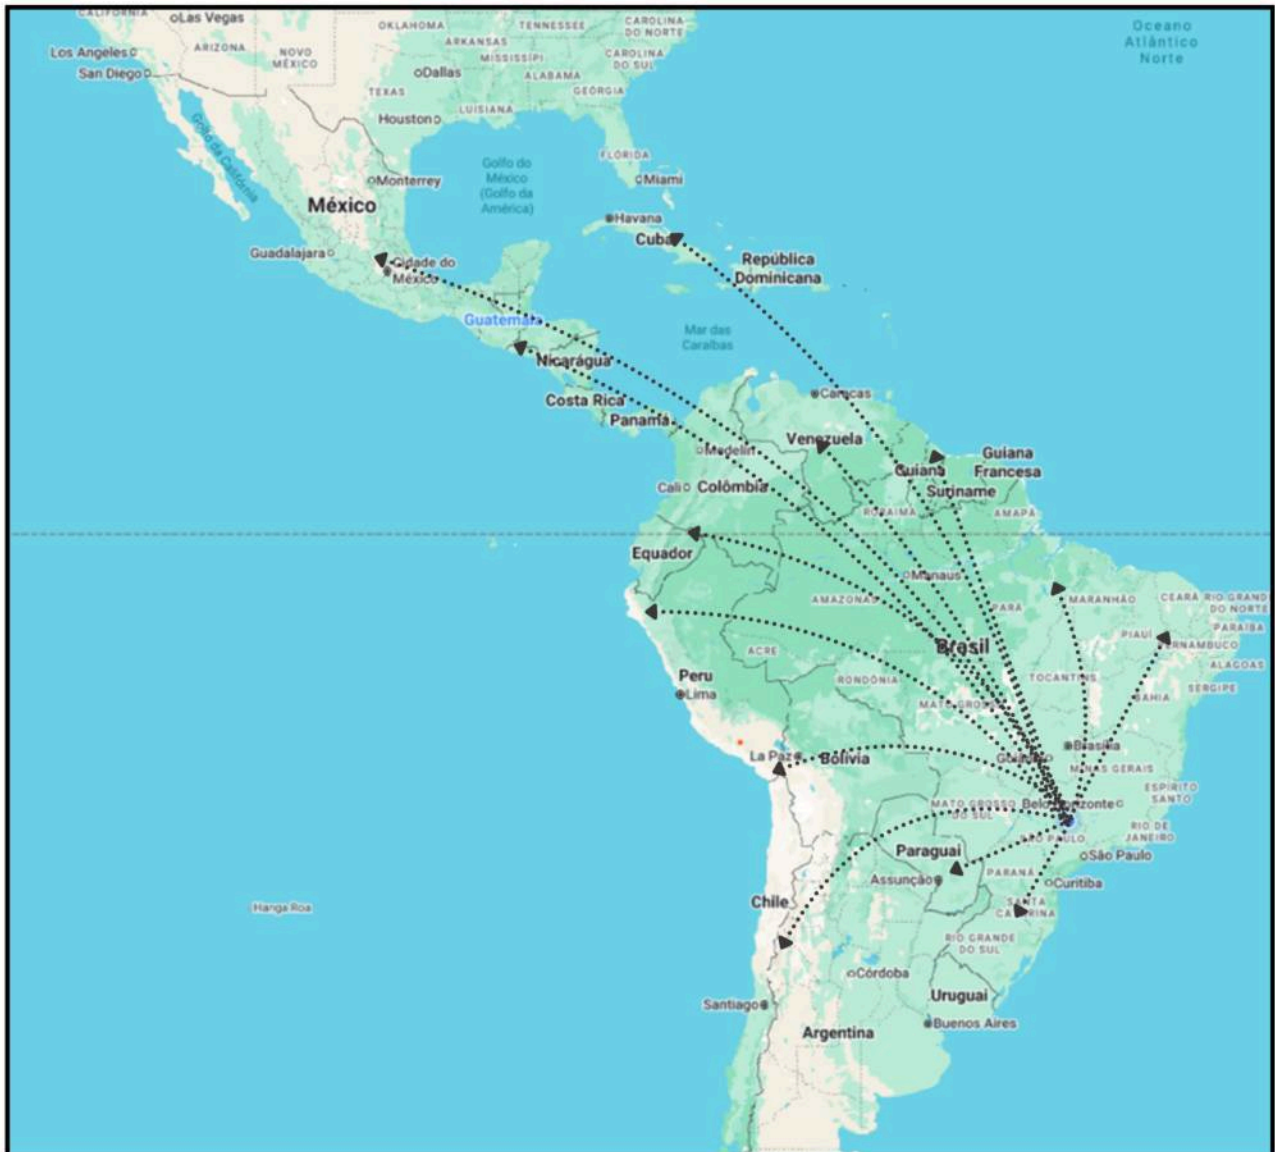 CALIFÓRNIA
Las Vegas
OKLAHOMA
TENNESSEE
CAROLINA
DO NORTE
Oceano
Atlântico
Norte
Los Angeles
ARIZONA
NOVO
MÉXICO
ARKANSAS
MISSISSIPI
CAROLINA
DO SUL
San Diego
Dallas
ALABAMA
TEXAS
GEÓRGIA
LUISIANA
Houston
Golfo da Califórnia
FLÓRIDA
Golfo do
México
(Golfo da
América)
Monterrey
Miami
México
Havana
Cuba
Guadalajara
Cidade do
México
República
Dominicana
Guatemala
Mar das
Caraíbas
Nicarágua
Costa Rica
Panamá
Caracas
Venezuela
Medellín
Guiana
Guiana
Francesa
Cali
Colômbia
Suriname
RORAIMA
AMAPÁ
Equador
Manaus
AMAZONAS
PARÁ
MARANHÃO
CEARÁ
RIO GRANDE
DO NORTE
PARAÍBA
PIAUÍ
PERNAMBUCO
Brasil
ACRE
ALAGOAS
Peru
RONDÔNIA
TOCANTINS
SERGIPE
Lima
MATO GROSSO
BAHIA
Brasília
La Paz
Bolívia
Goiânia
MINAS GERAIS
ESPÍRITO
SANTO
MATO GROSSO
DO SUL
Belo Horizonte
RIO DE
JANEIRO
SÃO PAULO
Paraguai
São Paulo
Assunção
PARANÁ
Curitiba
Chile
SANTA
CATARINA
Hanga Roa
RIO GRANDE
DO SUL
Córdoba
Santiago
Uruguai
Buenos Aires
Argentina